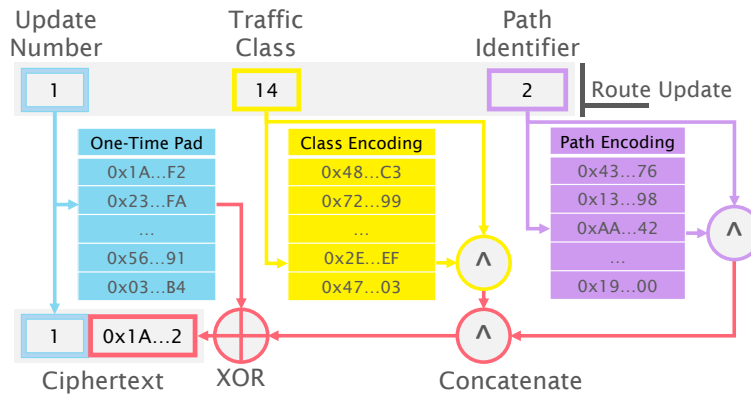 Update
Number
Traffic
Class
Path
Identifier
1
14
2
Route Update
One-Time Pad
0x1A...F2
0x23...FA
...
0x56...91
0x03...B4
Class Encoding
0x48...C3
0x72...99
...
0x2E...EF
0x47...03
Path Encoding
0x43...76
0x13...98
0xAA...42
...
0x19...00
^
^
^
1
0x1A...2
Ciphertext
XOR
Concatenate